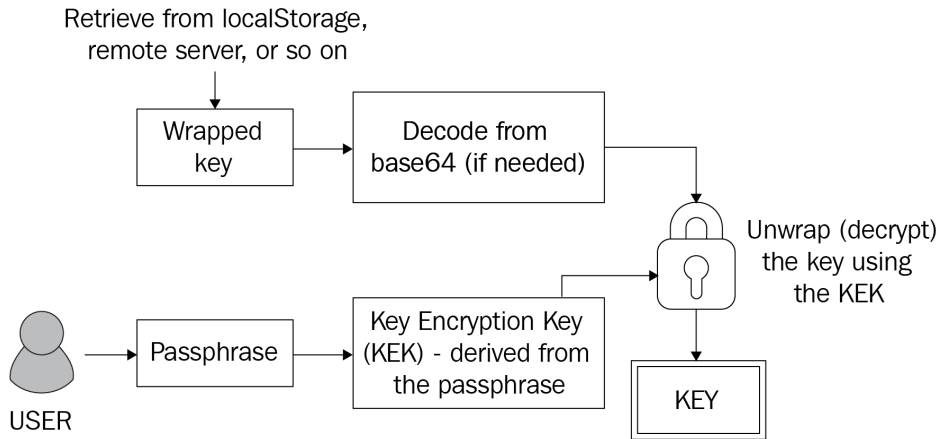 Retrieve from localStorage,
remote server, or so on
Wrapped
key
Decode from
base64 (if needed)
Unwrap (decrypt)
the key using
the KEK
USER
Passphrase
Key Encryption Key
(KEK) - derived from
the passphrase
KEY